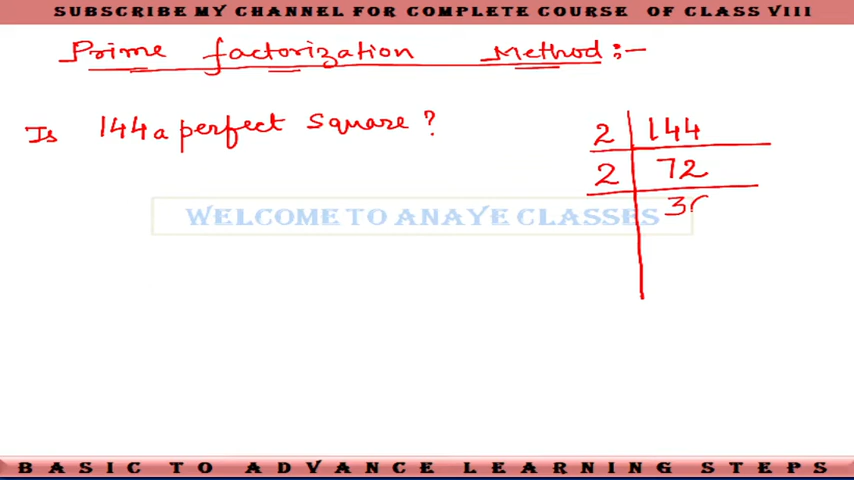 SUBSCRIBE MY CHANNEL FOR COMPLETE COURSE OF CLASS VIII
Prime factorization Method :-
Is 144 a perfect square ?
2 | 144
2 | 72
WELCOME TO ANAYE CLASSES
3
BASIC TO ADVANCE LEARNING STEPS